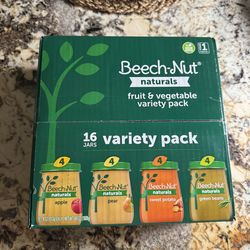 Beech-Nut®
naturals
fruit & vegetable
variety pack
1
16
JARS
variety pack
4
4
4
4
Beech-Nut
naturals
apple
Beech-Nut
naturals
pear
Beech-Nut
naturals
sweet potato
Beech-Nut
naturals
green beans